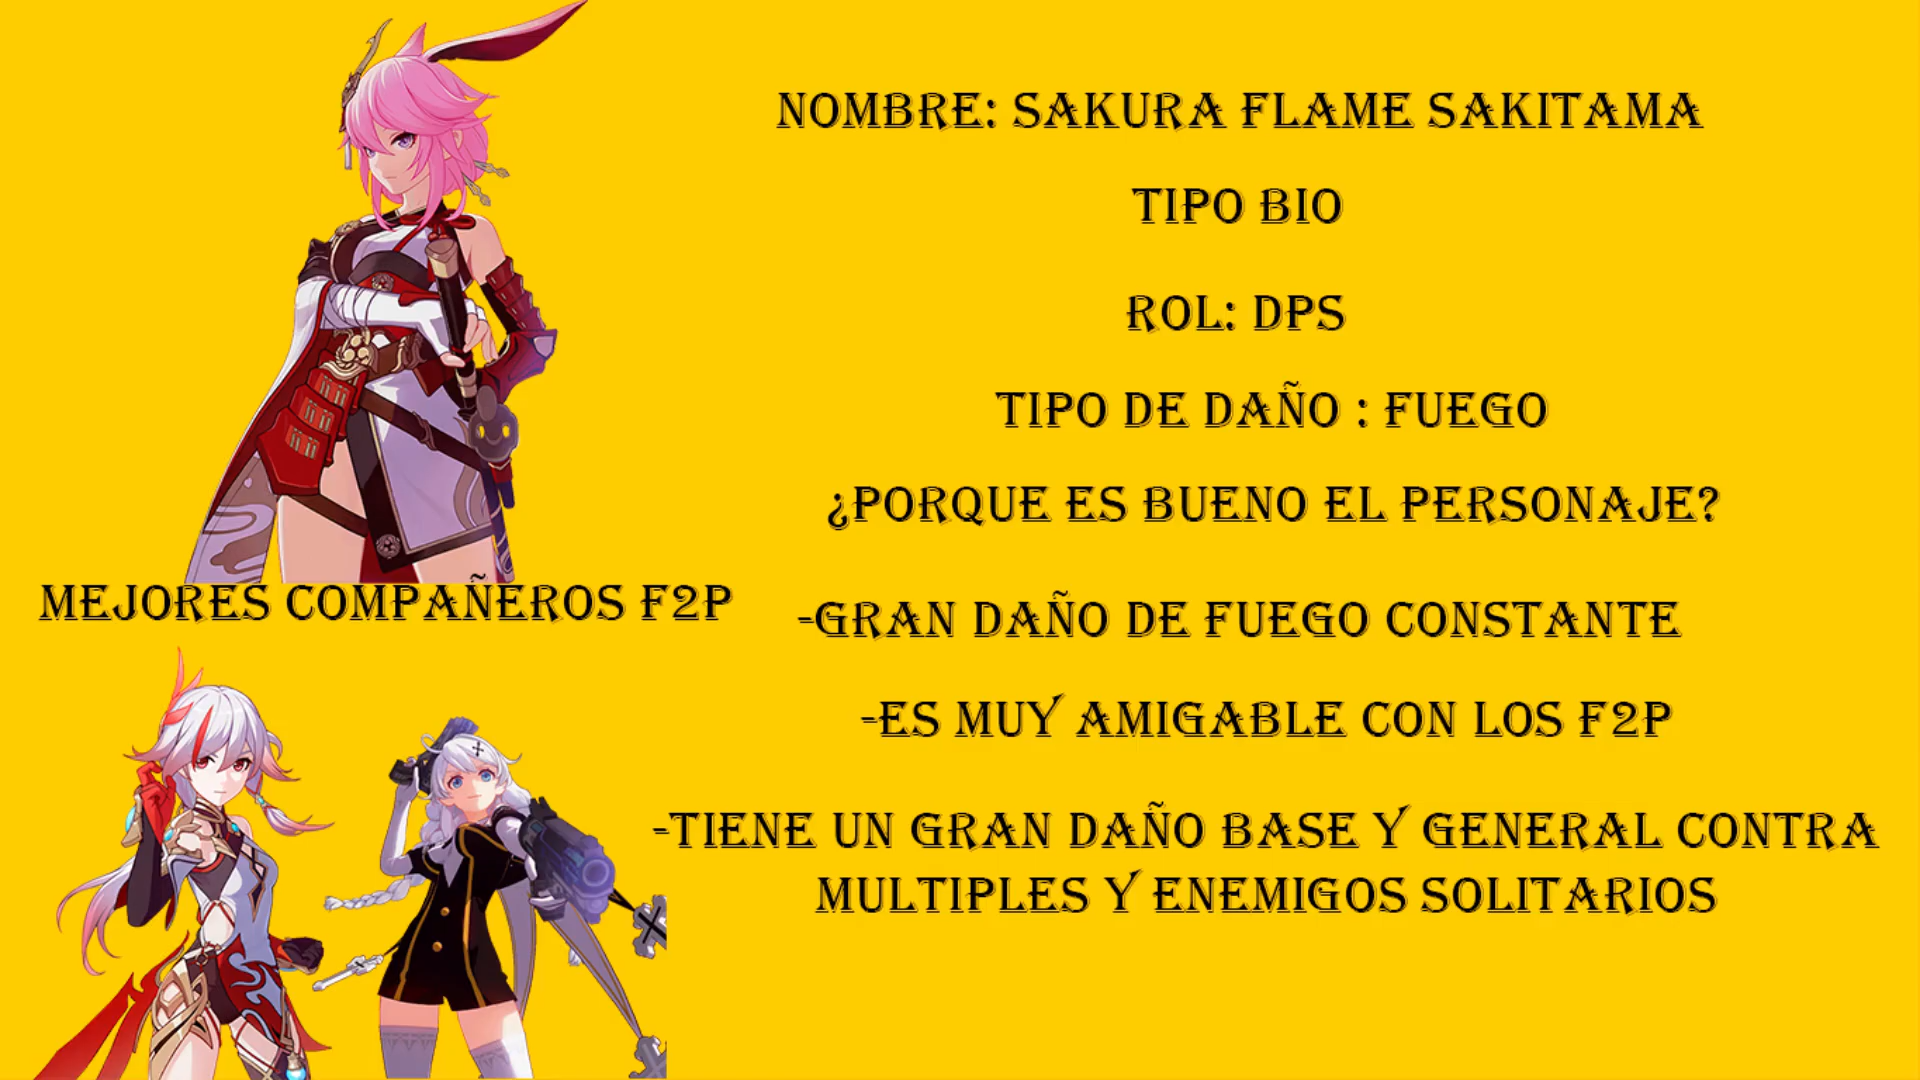 NOMBRE: SAKURA FLAME SAKITAMA
TIPO BIO
ROL: DPS
TIPO DE DAÑO : FUEGO
¿PORQUE ES BUENO EL PERSONAJE?
MEJORES COMPAÑEROS F2P
-GRAN DAÑO DE FUEGO CONSTANTE
-ES MUY AMIGABLE CON LOS F2P
-TIENE UN GRAN DAÑO BASE Y GENERAL CONTRA
MULTIPLES Y ENEMIGOS SOLITARIOS